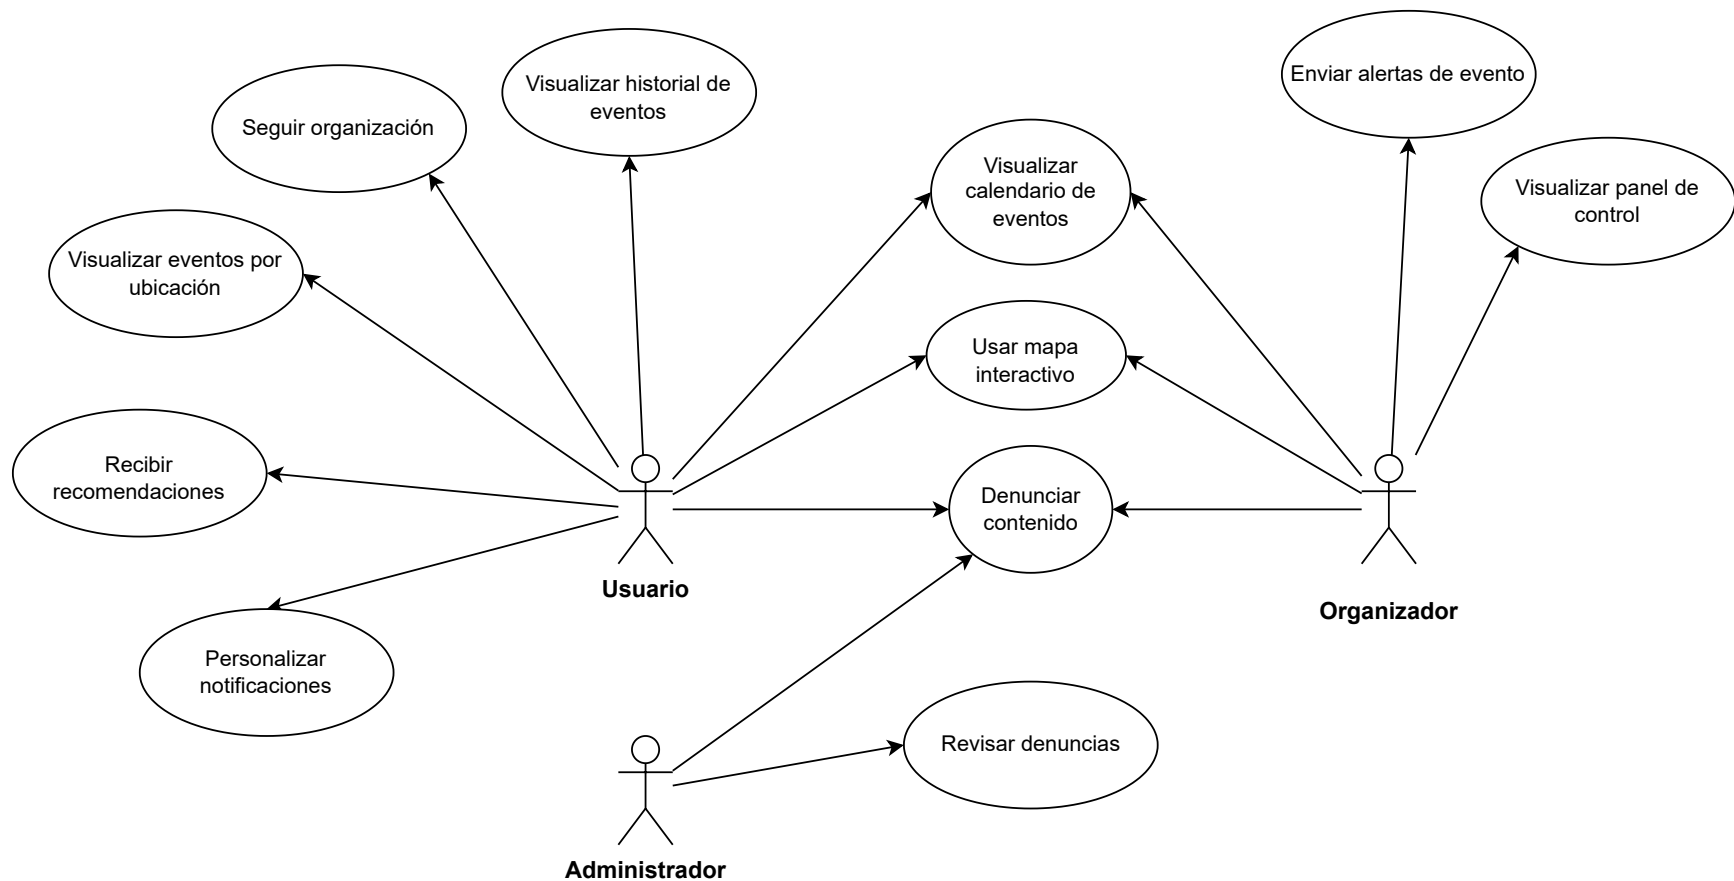 Enviar alertas de evento
Visualizar historial de
eventos
Seguir organización
Visualizar
calendario de
eventos
Visualizar panel de
control
Visualizar eventos por
ubicación
Usar mapa
interactivo
Recibir
recomendaciones
Denunciar
contenido
Usuario
Organizador
Personalizar
notificaciones
Revisar denuncias
Administrador